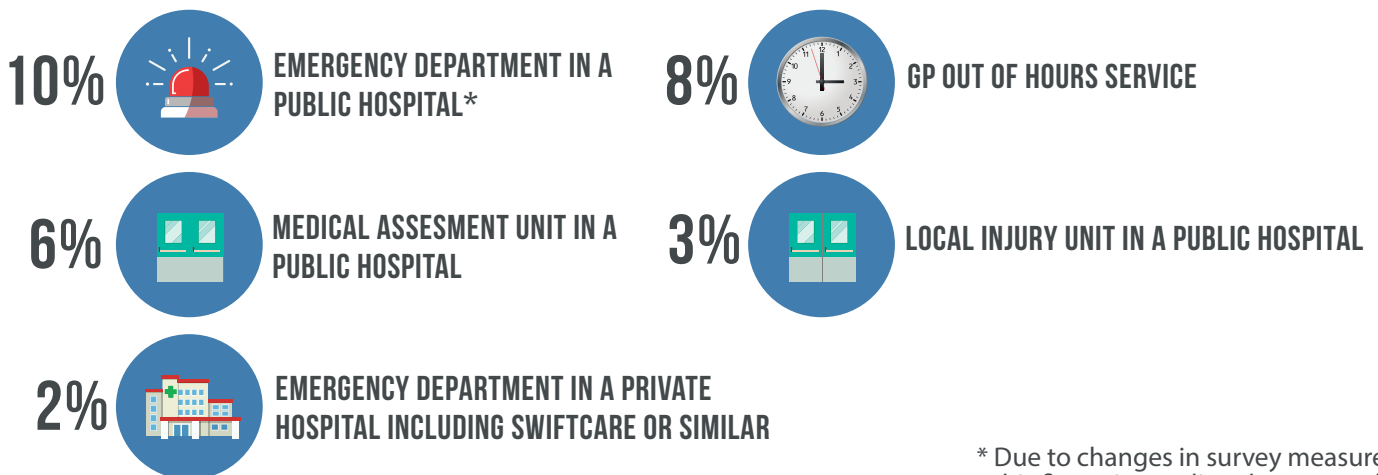 10%
EMERGENCY DEPARTMENT IN A
PUBLIC HOSPITAL*
8%
GP OUT OF HOURS SERVICE
6%
MEDICAL ASSESMENT UNIT IN A
PUBLIC HOSPITAL
3%
LOCAL INJURY UNIT IN A PUBLIC HOSPITAL
2%
EMERGENCY DEPARTMENT IN A PRIVATE
HOSPITAL INCLUDING SWIFTCARE OR SIMILAR
* Due to changes in survey measure